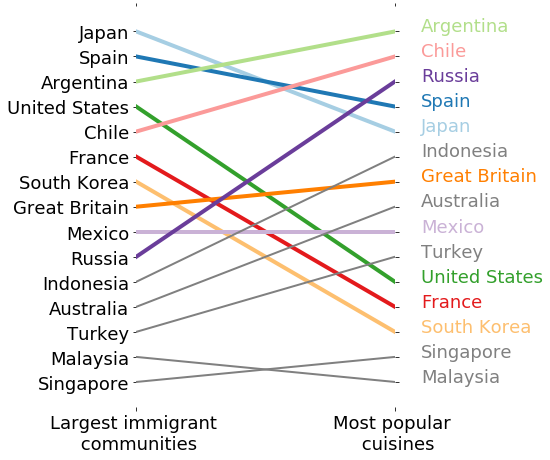 Japan
Spain
Argentina
United States
Chile
France
South Korea
Great Britain
Mexico
Russia
Indonesia
Australia
Turkey
Malaysia
Singapore
Argentina
Chile
Russia
Spain
Japan
Indonesia
Great Britain
Australia
Mexico
Turkey
United States
France
South Korea
Singapore
Malaysia
Largest immigrant
communities
Most popular
cuisines